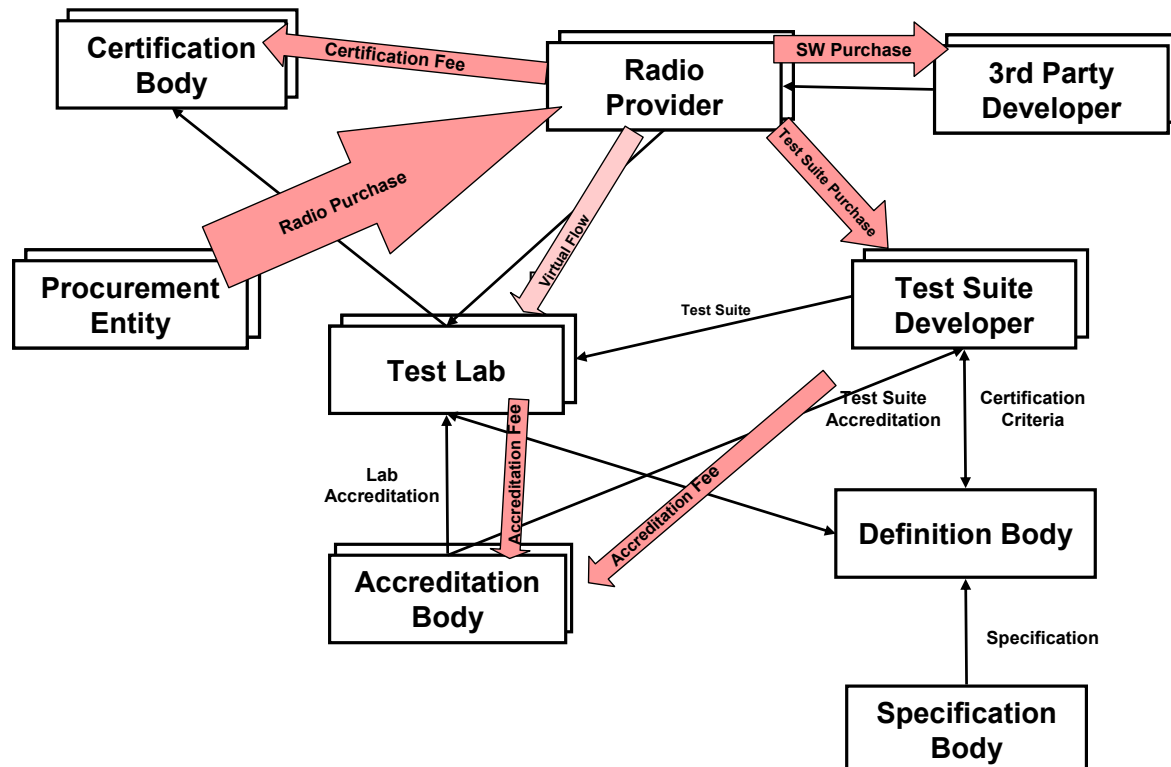 Certification
Body
Certification Fee
Radio
Provider
SW Purchase
3rd Party
Developer
Radio Purchase
Virtual Flow
Test Suite Purchase
Procurement
Entity
Test Suite
Developer
Test Suite
Test Lab
Test Suite
Accreditation
Certification
Criteria
Accreditation Fee
Lab
Accreditation
Accreditation Fee
Definition Body
Accreditation
Body
Specification
Specification
Body